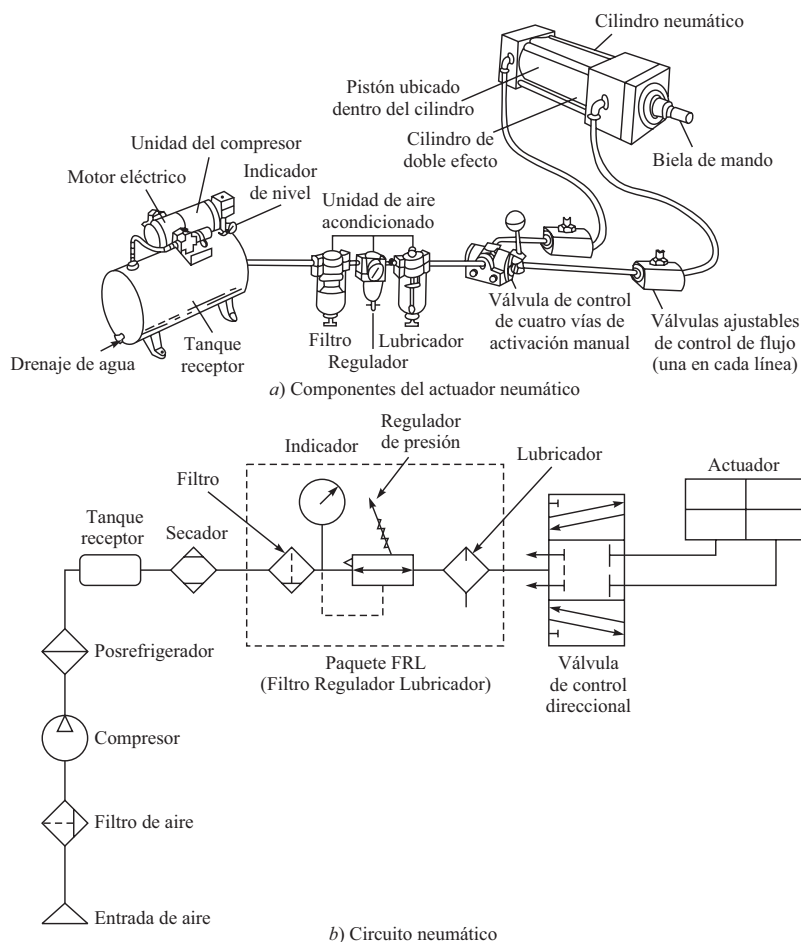 Cilindro neumático
Pistón ubicado
dentro del cilindro
Cilindro de
doble efecto
Biela de mando
Unidad del compresor
Motor eléctrico
Indicador
de nivel
Unidad de aire
acondicionado
Drenaje de agua
Tanque
receptor
Filtro
Regulador
Lubricador
Válvula de control
de cuatro vías de
activación manual
Válvulas ajustables
de control de flujo
(una en cada línea)
a) Componentes del actuador neumático
Regulador
de presión
Indicador
Lubricador
Actuador
Filtro
Tanque
receptor
Secador
Posrefrigerador
Paquete FRL
(Filtro Regulador Lubricador)
Válvula
de control
direccional
Compresor
Filtro de aire
Entrada de aire
b) Circuito neumático